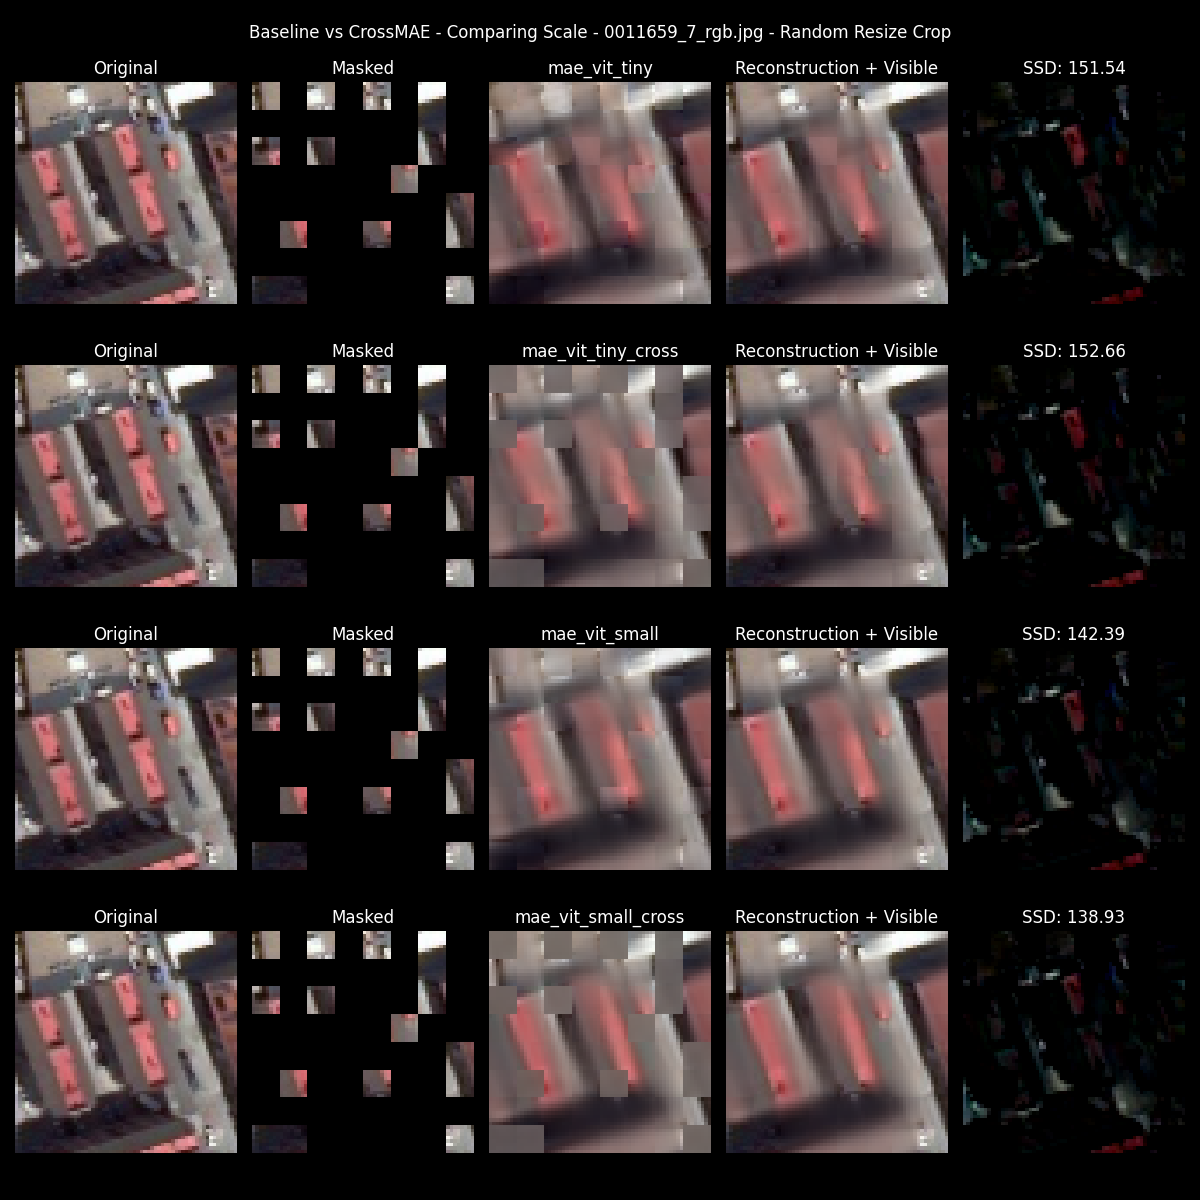 Baseline vs CrossMAE - Comparing Scale - 0011659_7_rgb.jpg - Random Resize Crop
Original Masked mae_vit_tiny Reconstruction + Visible SSD: 151.54
Original Masked mae_vit_tiny_cross Reconstruction + Visible SSD: 152.66
Original Masked mae_vit_small Reconstruction + Visible SSD: 142.39
Original Masked mae_vit_small_cross Reconstruction + Visible SSD: 138.93